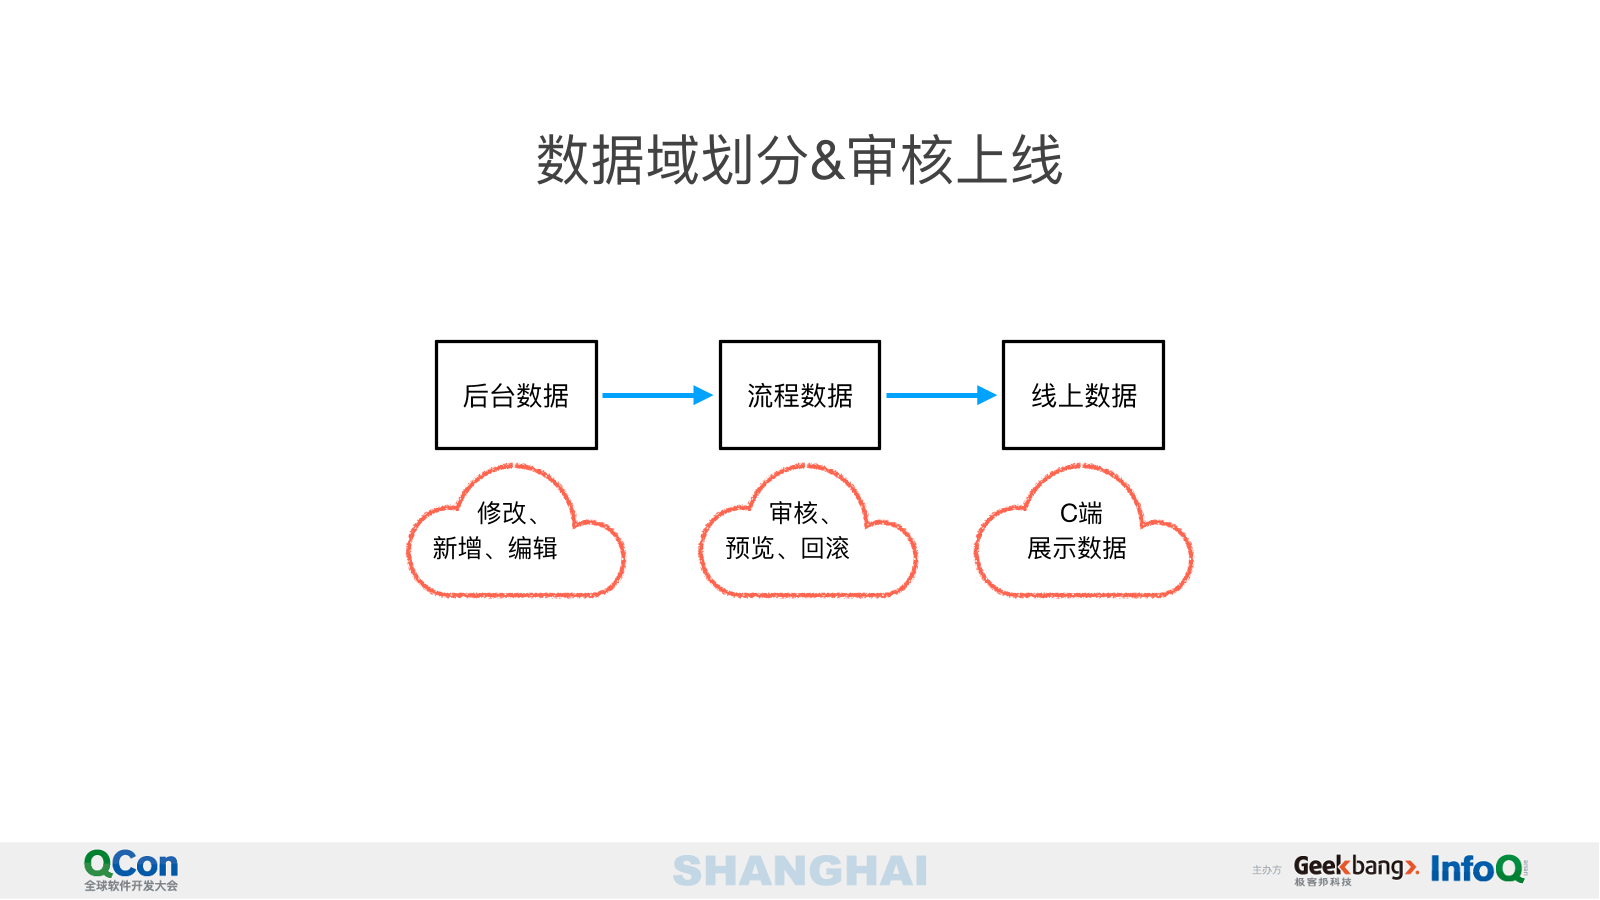 数据域划分&审核上线
后台数据
流程数据
线上数据
修改、
新增、编辑
审核、
预览、回滚
C端
展示数据
QCon
全球软件开发大会
SHANGHAI
主办方
Geekbang>.
极客邦科技
InfoQ